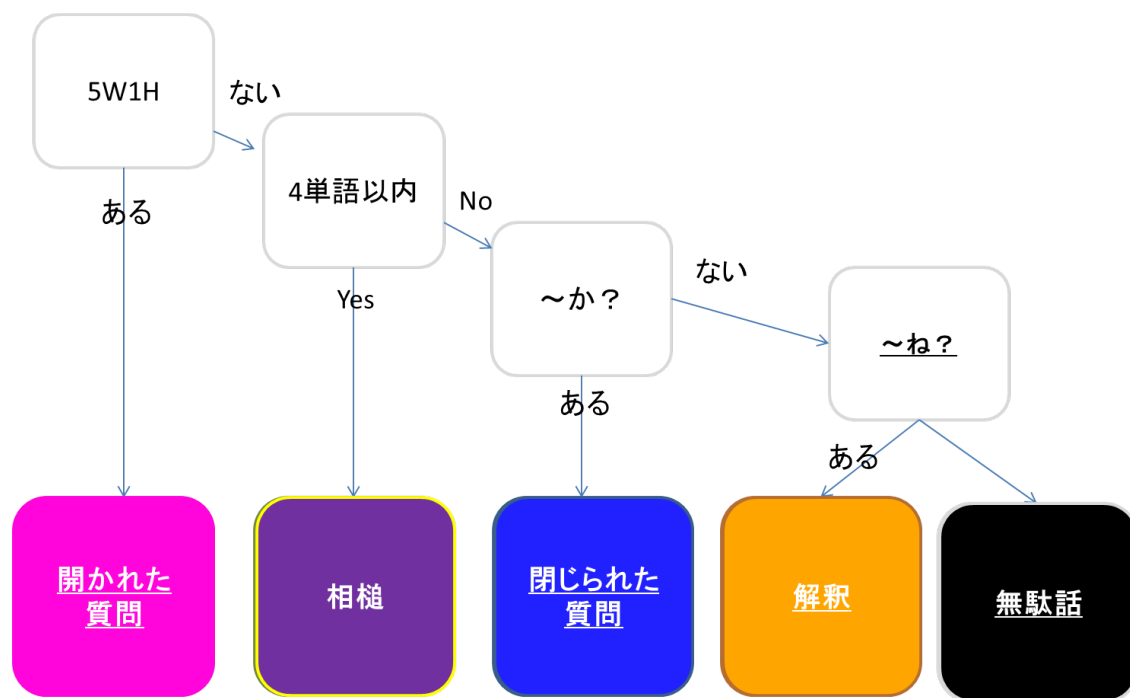 5W1H
ない
ある
4単語以内
No
Yes
～か？
ない
ある
～ね？
ある
開かれた
質問
相槌
閉じられた
質問
解釈
無駄話